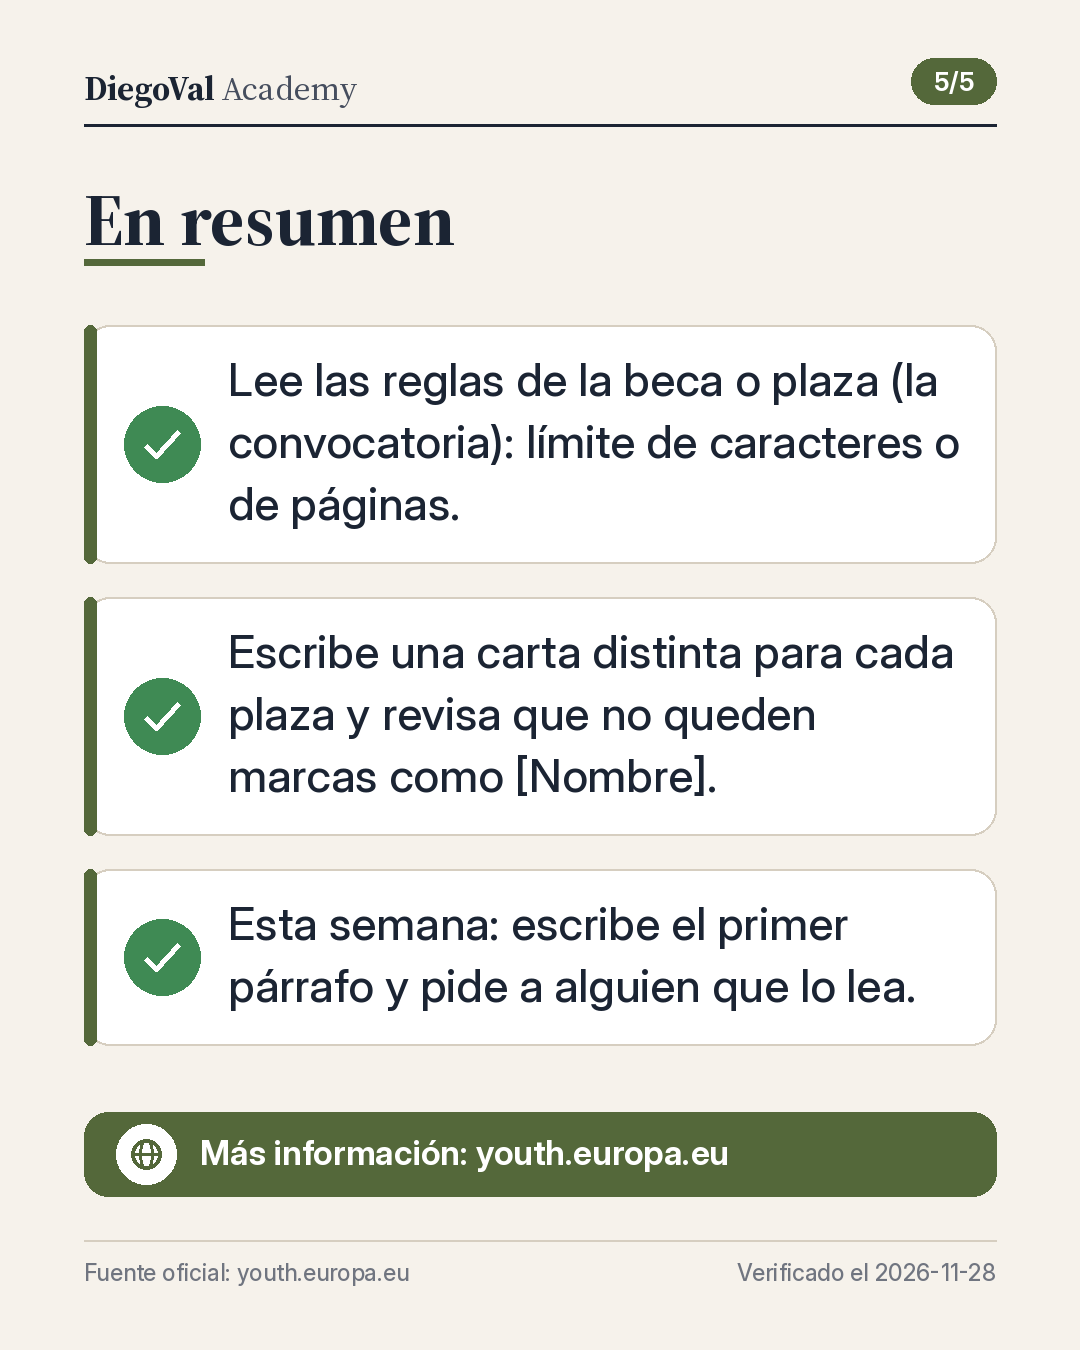 DiegoVal Academy
5/5
En resumen
Lee las reglas de la beca o plaza (la
convocatoria): límite de caracteres o
de páginas.
Escribe una carta distinta para cada
plaza y revisa que no queden
marcas como [Nombre].
Esta semana: escribe el primer
párrafo y pide a alguien que lo lea.
Más información: youth.europa.eu
Fuente oficial: youth.europa.eu
Verificado el 2026-11-28